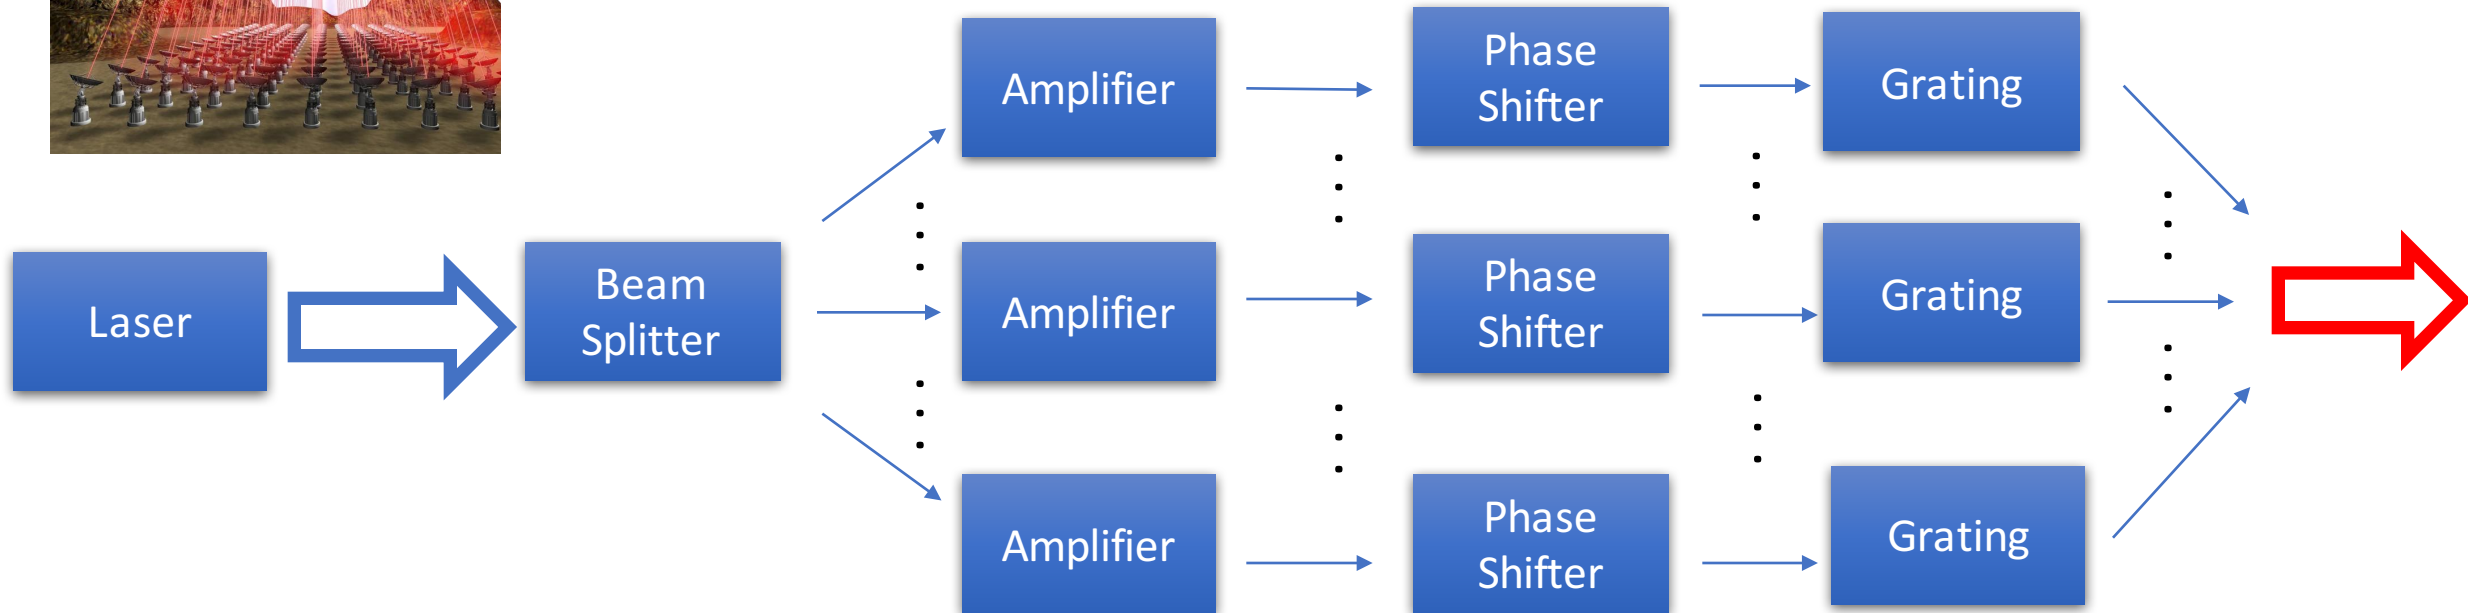 Amplifier
Phase
Shifter
Grating
Laser
Beam
Splitter
Amplifier
Phase
Shifter
Grating
Amplifier
Phase
Shifter
Grating